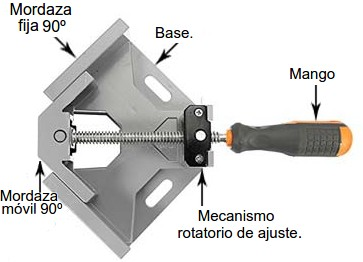 Mordaza
fija 90º
Base.
Mango
Mordaza
móvil 90º
Mecanismo
rotatorio de ajuste.